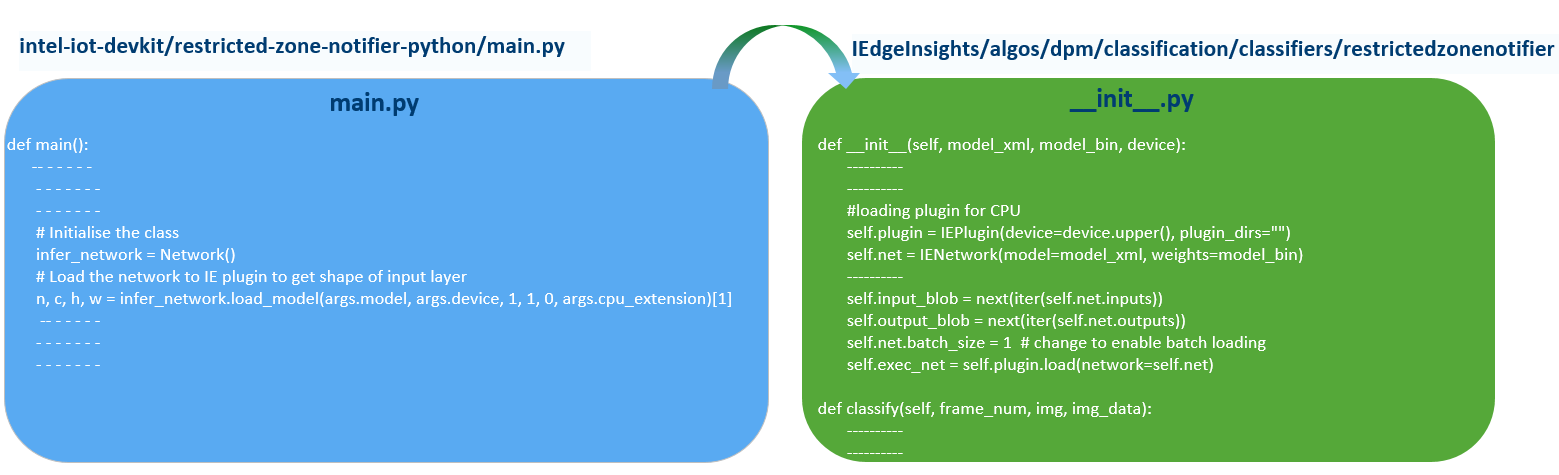 intel-iot-devkit/restricted-zone-notifier-python/main.py
main.py
def main():
-- - - - - -
- - - - - - -
- - - - - - -
# Initialise the class
infer_network = Network()
# Load the network to IE plugin to get shape of input layer
n, c, h, w = infer_network.load_model(args.model, args.device, 1, 1, 0, args.cpu_extension)[1]
-- - - - - -
- - - - - - -
- - - - - - -
IEdgeInsights/algos/dpm/classification/classifiers/restrictedzonenotifier
__init__.py
def __init__(self, model_xml, model_bin, device):
----------
----------
#loading plugin for CPU
self.plugin = IEPlugin(device=device.upper(), plugin_dirs="")
self.net = IENetwork(model=model_xml, weights=model_bin)
----------
self.input_blob = next(iter(self.net.inputs))
self.output_blob = next(iter(self.net.outputs))
self.net.batch_size = 1  # change to enable batch loading
self.exec_net = self.plugin.load(network=self.net)
def classify(self, frame_num, img, img_data):
----------
----------